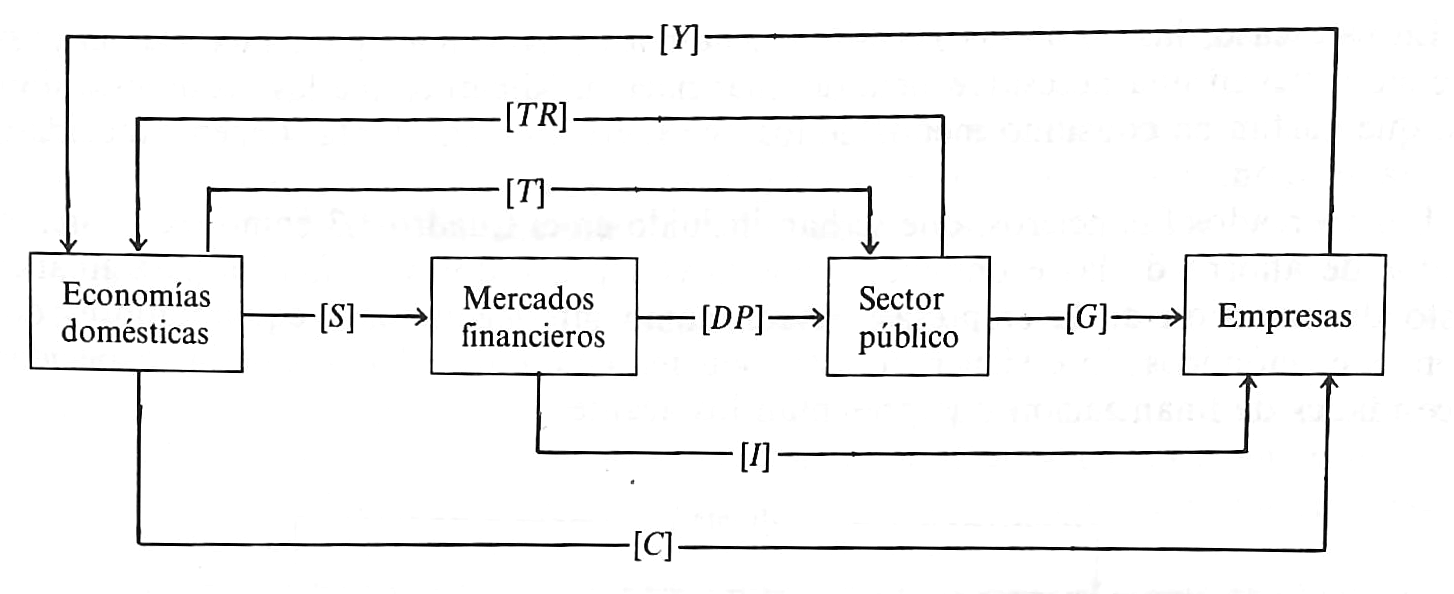 [Y]
[TR]
[T]
Economías
domésticas
[S]
Mercados
financieros
[DP]
Sector
público
[G]
Empresas
[I]
[C]